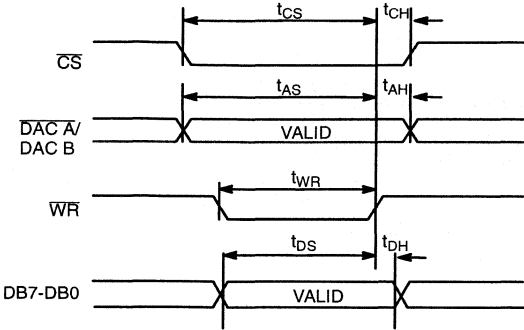 tCS tCH
CS
tAS tAH
DAC A/
DAC B
VALID
tWR
WR
tDS tDH
DB7-DB0
VALID